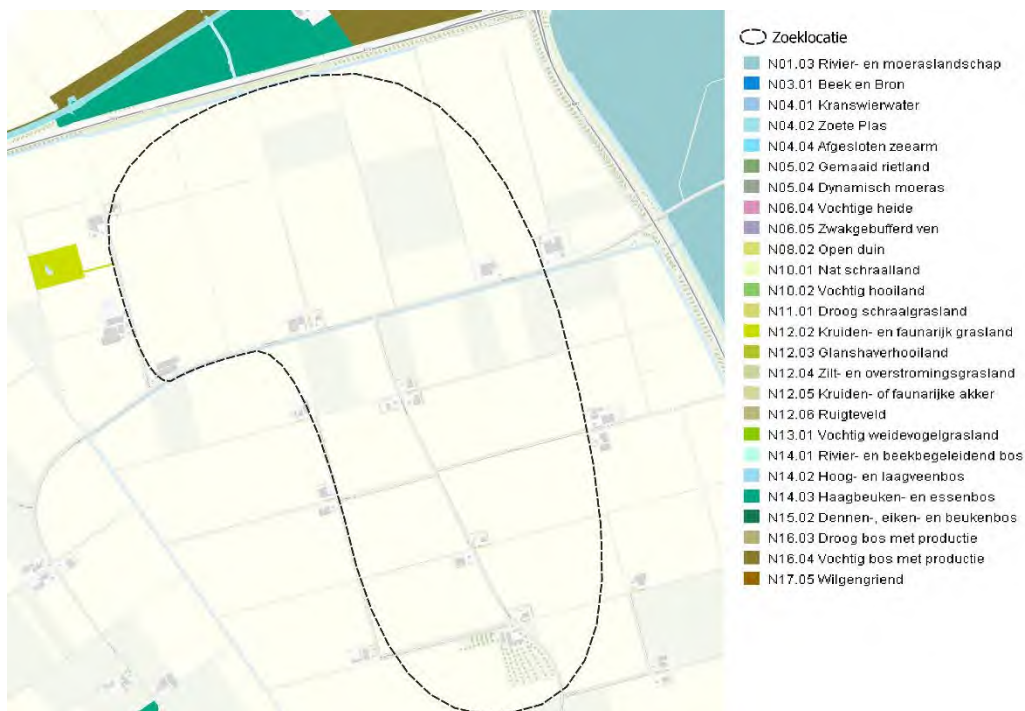 Zoeklocatie
N01.03 Rivier- en moeraslandschap
N03.01 Beek en Bron
N04.01 Kranswierwater
N04.02 Zoete Plas
N04.04 Afgesloten zeearm
N05.02 Gemaaid rietland
N05.04 Dynamisch moeras
N06.04 Vochtige heide
N06.05 Zwakgebufferd ven
N08.02 Open duin
N10.01 Nat schraalland
N10.02 Vochtig hooiland
N11.01 Droog schraalgrasland
N12.02 Kruiden- en faunarijk grasland
N12.03 Glanshaverhooiland
N12.04 Zilt- en overstromingsgrasland
N12.05 Kruiden- of faunarijke akker
N12.06 Ruigteveld
N13.01 Vochtig weidevogelgrasland
N14.01 Rivier- en beekbegeleidend bos
N14.02 Hoog- en laagveenbos
N14.03 Haagbeuken- en essenbos
N15.02 Dennen-, eiken- en beukenbos
N16.03 Droog bos met productie
N16.04 Vochtig bos met productie
N17.05 Wilgengriend